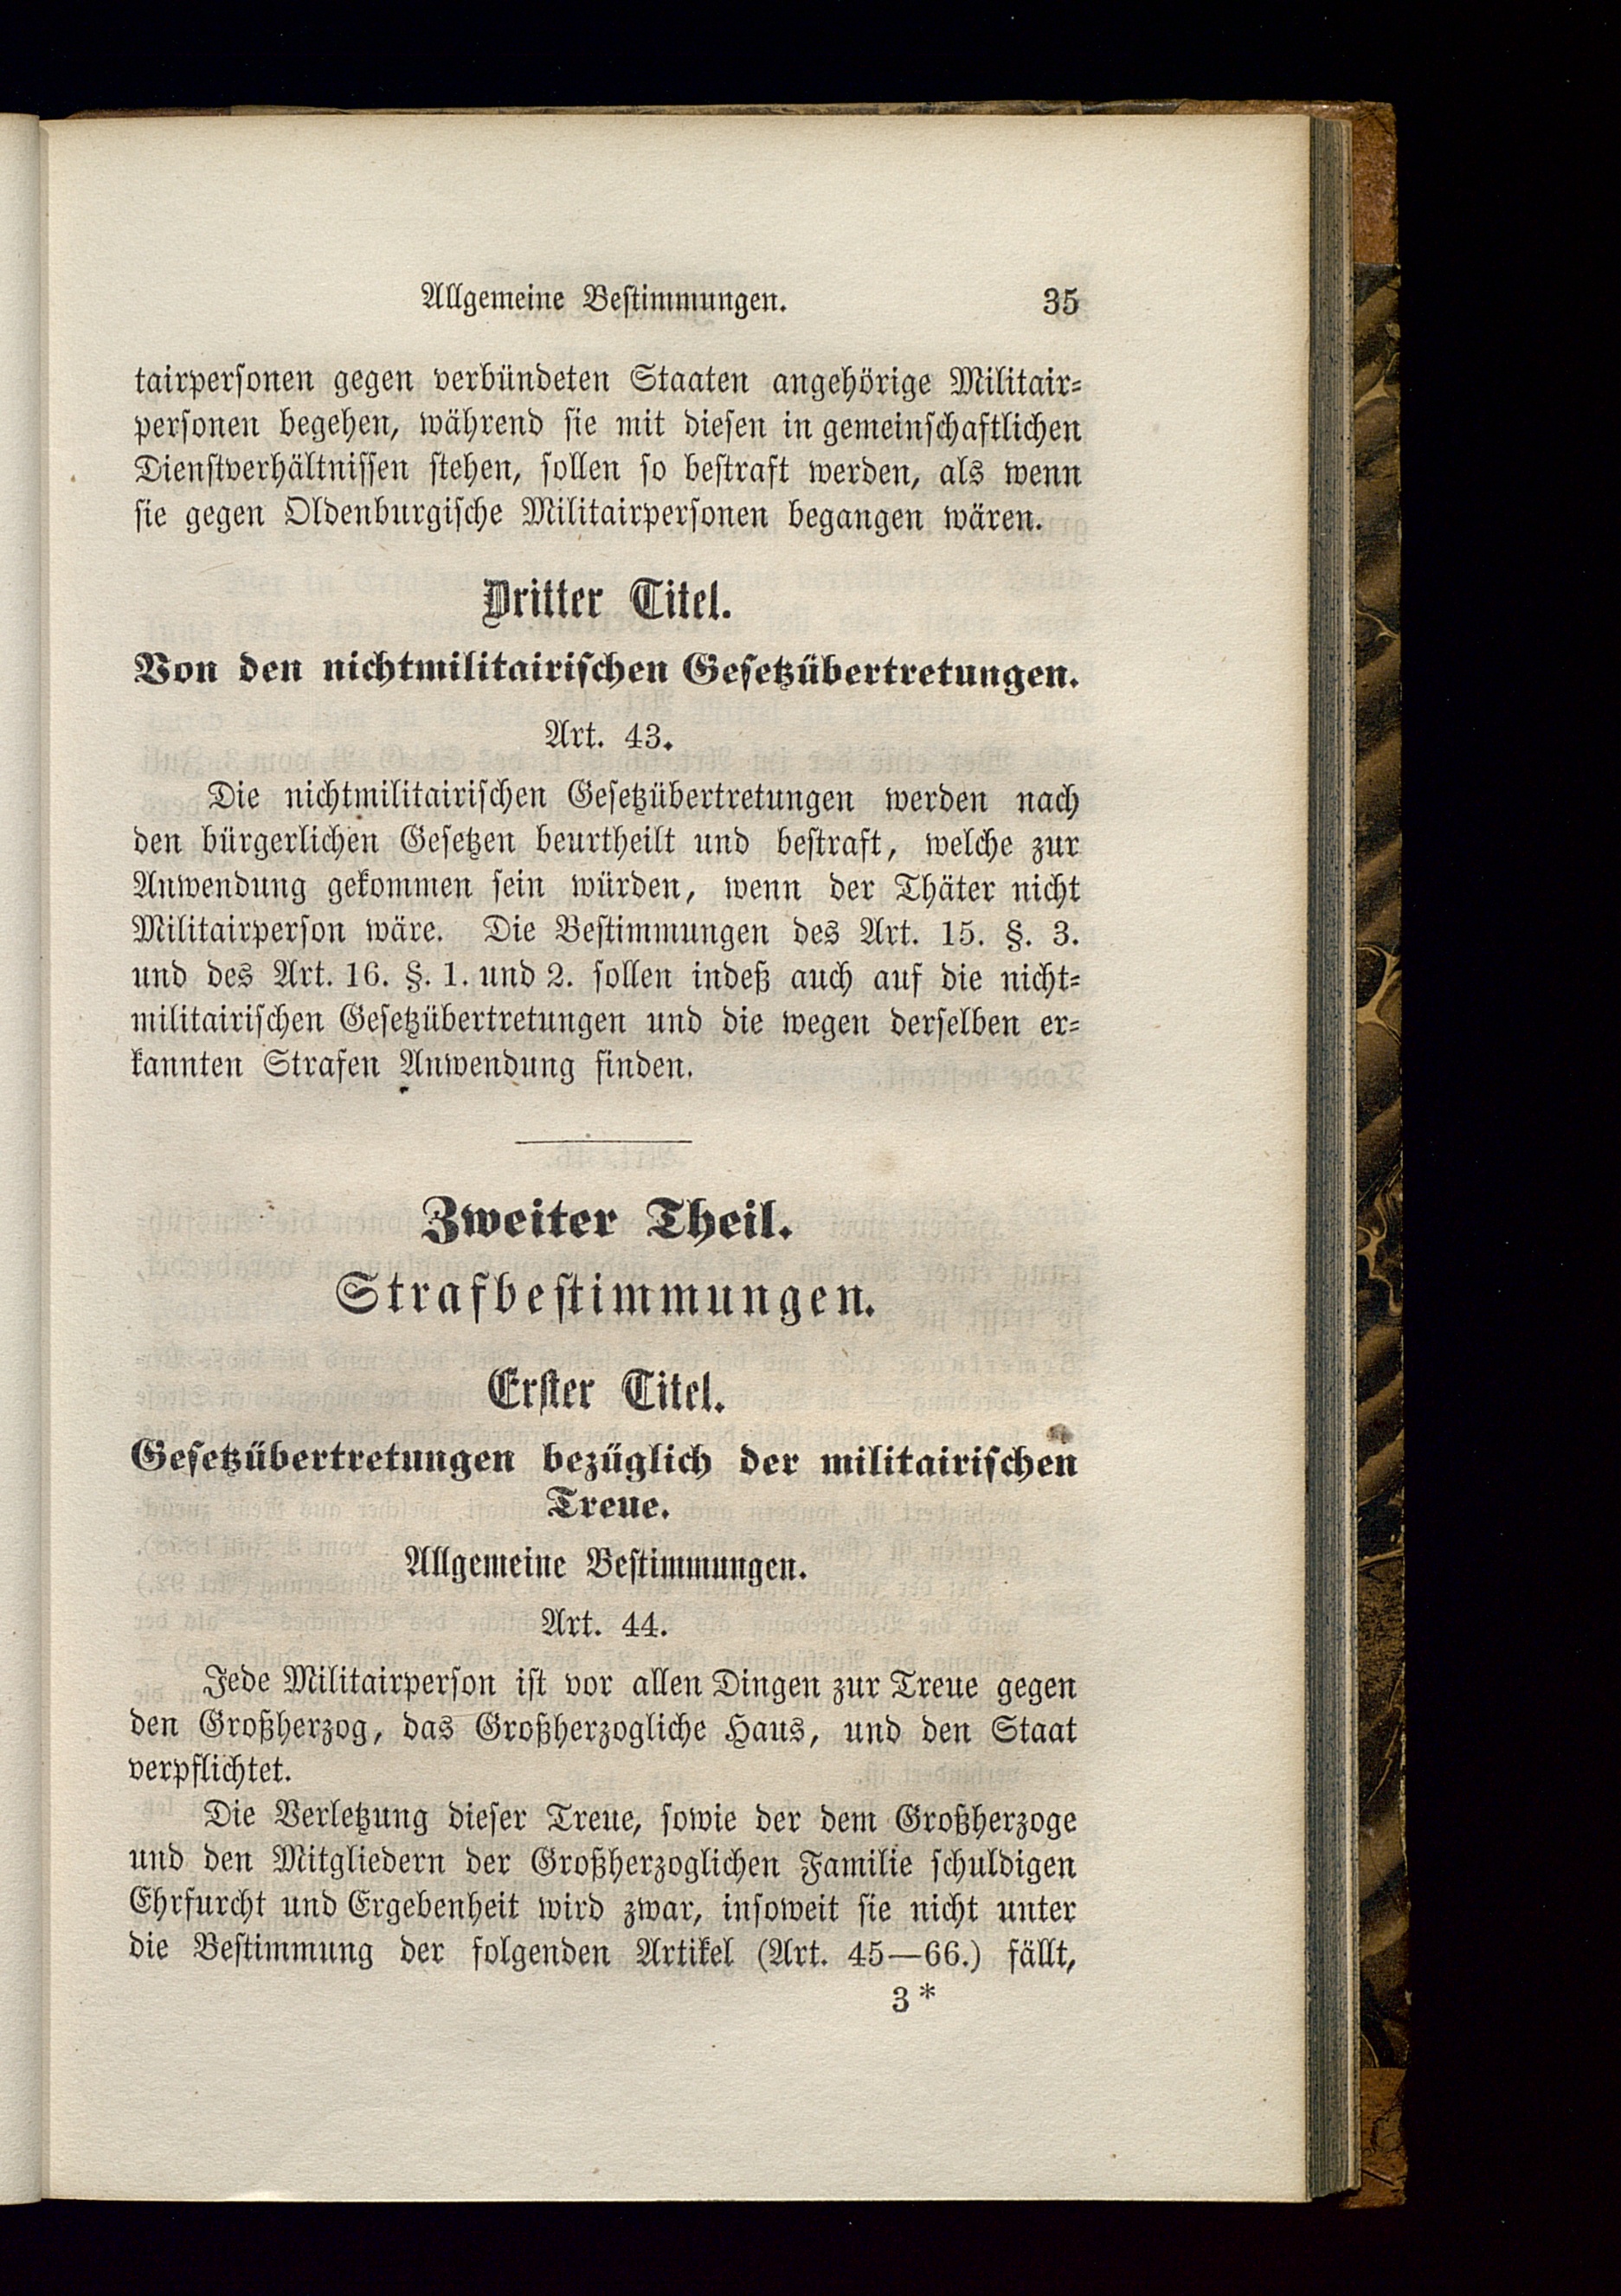 Allgemeine Bestimmungen. 35
tairpersonen gegen verbündeten Staaten angehörige Militair-
personen begehen, während sie mit diesen in gemeinschaftlichen
Dienstverhältnissen stehen, sollen so bestraft werden, als wenn
sie gegen Oldenburgische Militairpersonen begangen wären.
Dritter Titel.
Von den nichtmilitairischen Gesetzübertretungen.
Art. 43.
Die nichtmilitairischen Gesetzübertretungen werden nach
den bürgerlichen Gesetzen beurtheilt und bestraft, welche zur
Anwendung gekommen sein würden, wenn der Thäter nicht
Militairperson wäre. Die Bestimmungen des Art. 15. §. 3.
und des Art. 16. §. 1. und 2. sollen indeß auch auf die nicht-
militairischen Gesetzübertretungen und die wegen derselben er-
kannten Strafen Anwendung finden.
Zweiter Theil.
Strafbestimmungen.
Erster Titel.
Gesetzübertretungen bezüglich der militairischen
Treue.
Allgemeine Bestimmungen.
Art. 44.
Jede Militairperson ist vor allen Dingen zur Treue gegen
den Großherzog, das Großherzogliche Haus, und den Staat
verpflichtet.
Die Verletzung dieser Treue, sowie der dem Großherzoge
und den Mitgliedern der Großherzoglichen Familie schuldigen
Ehrfurcht und Ergebenheit wird zwar, insoweit sie nicht unter
die Bestimmung der folgenden Artikel (Art. 45—66.) fällt,
3*